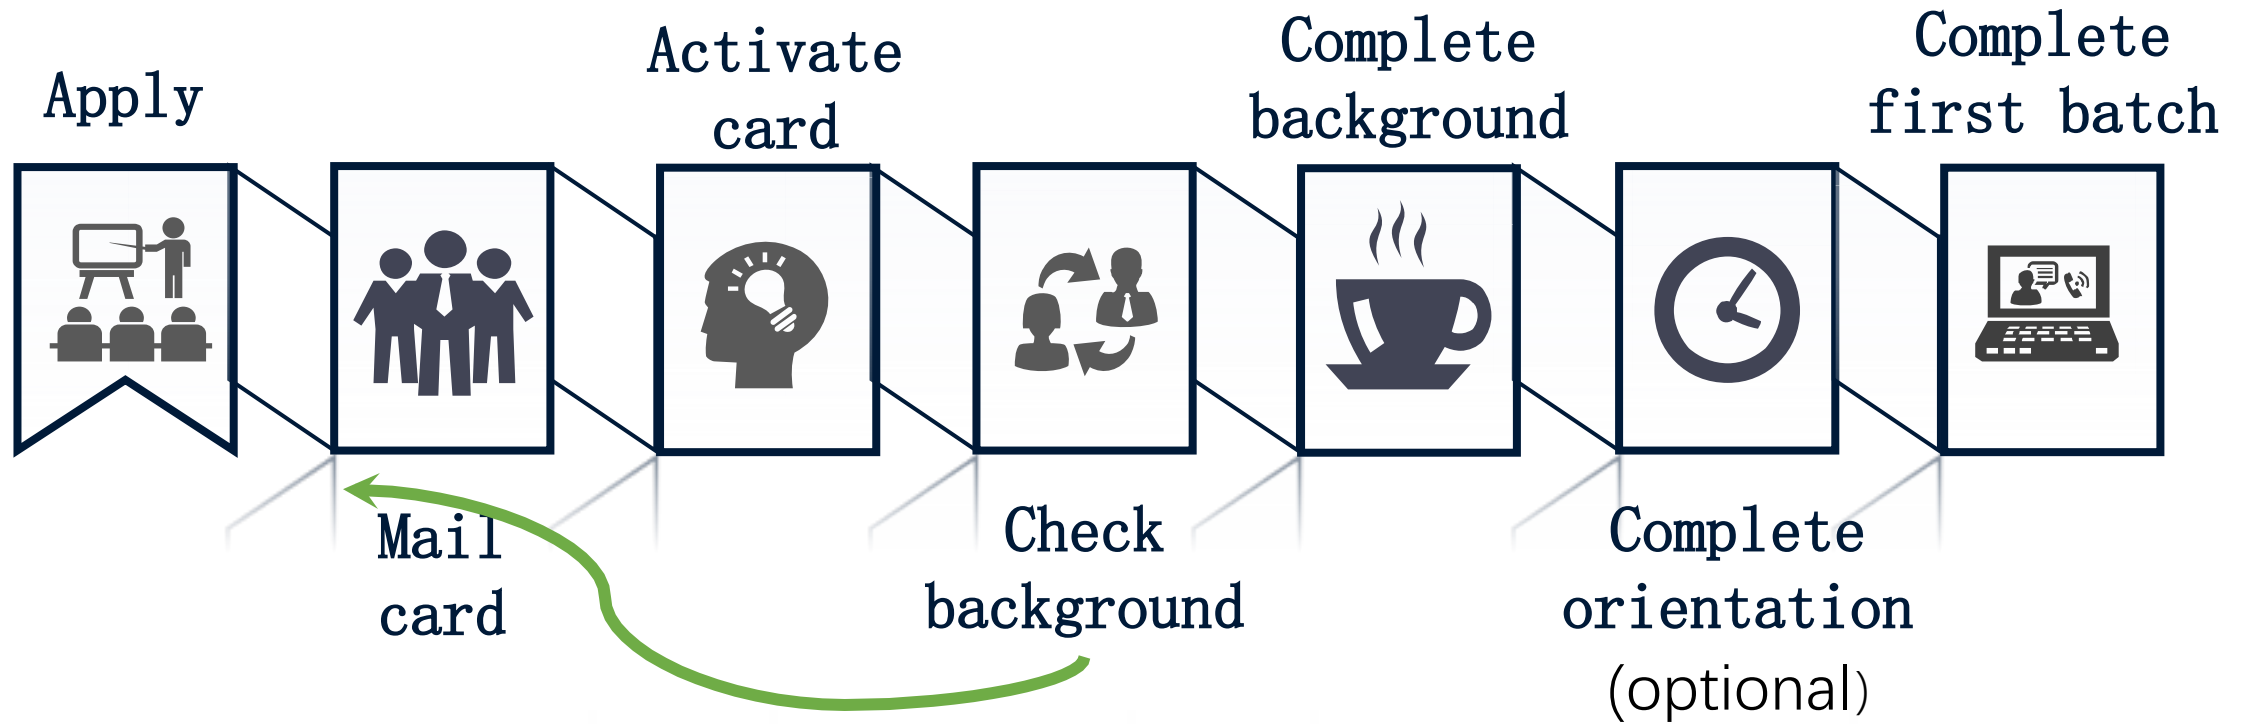 Apply
Mail
card
Activate
card
Check
background
Complete
background
Complete
orientation
(optional)
Complete
first batch